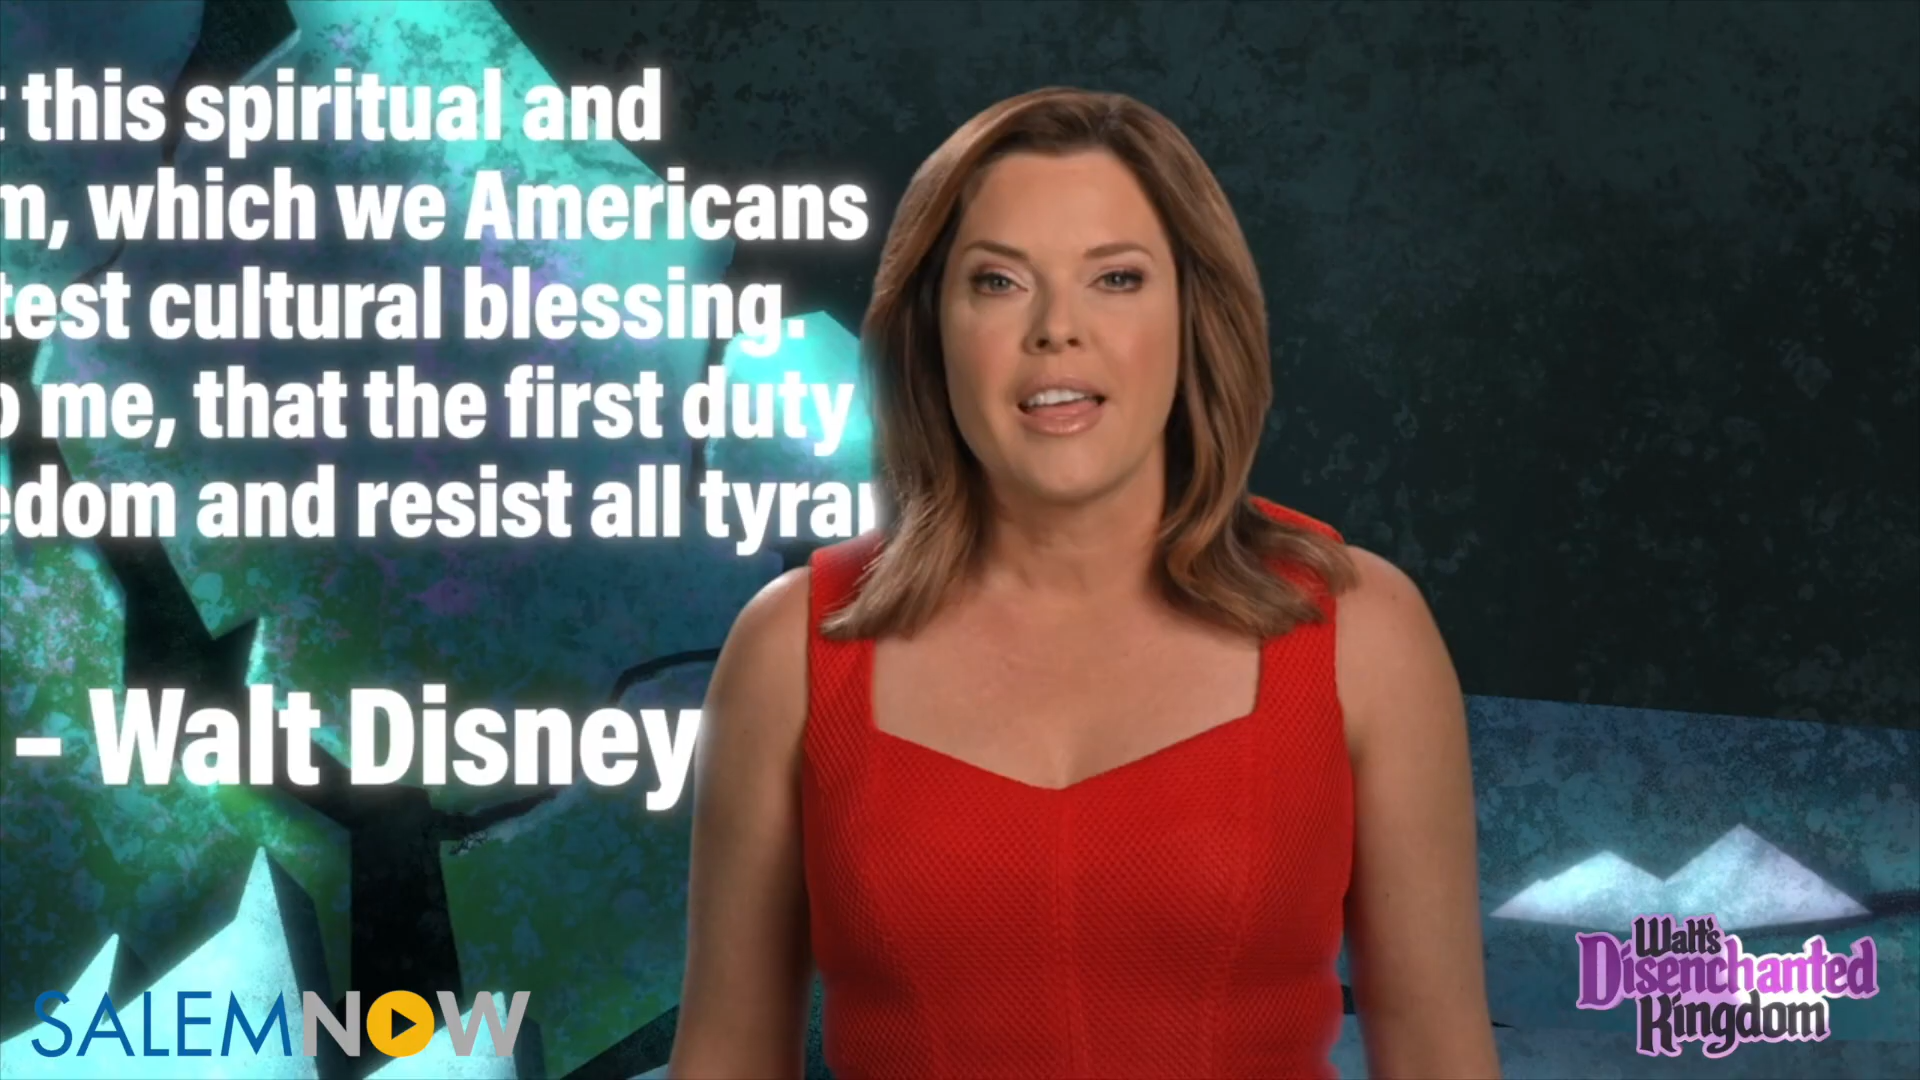 this spiritual and
m, which we Americans
test cultural blessing.
o me, that the first duty
edom and resist all tyra
– Walt Disney
SALEMNOW
Walt's
Disenchanted
Kingdom